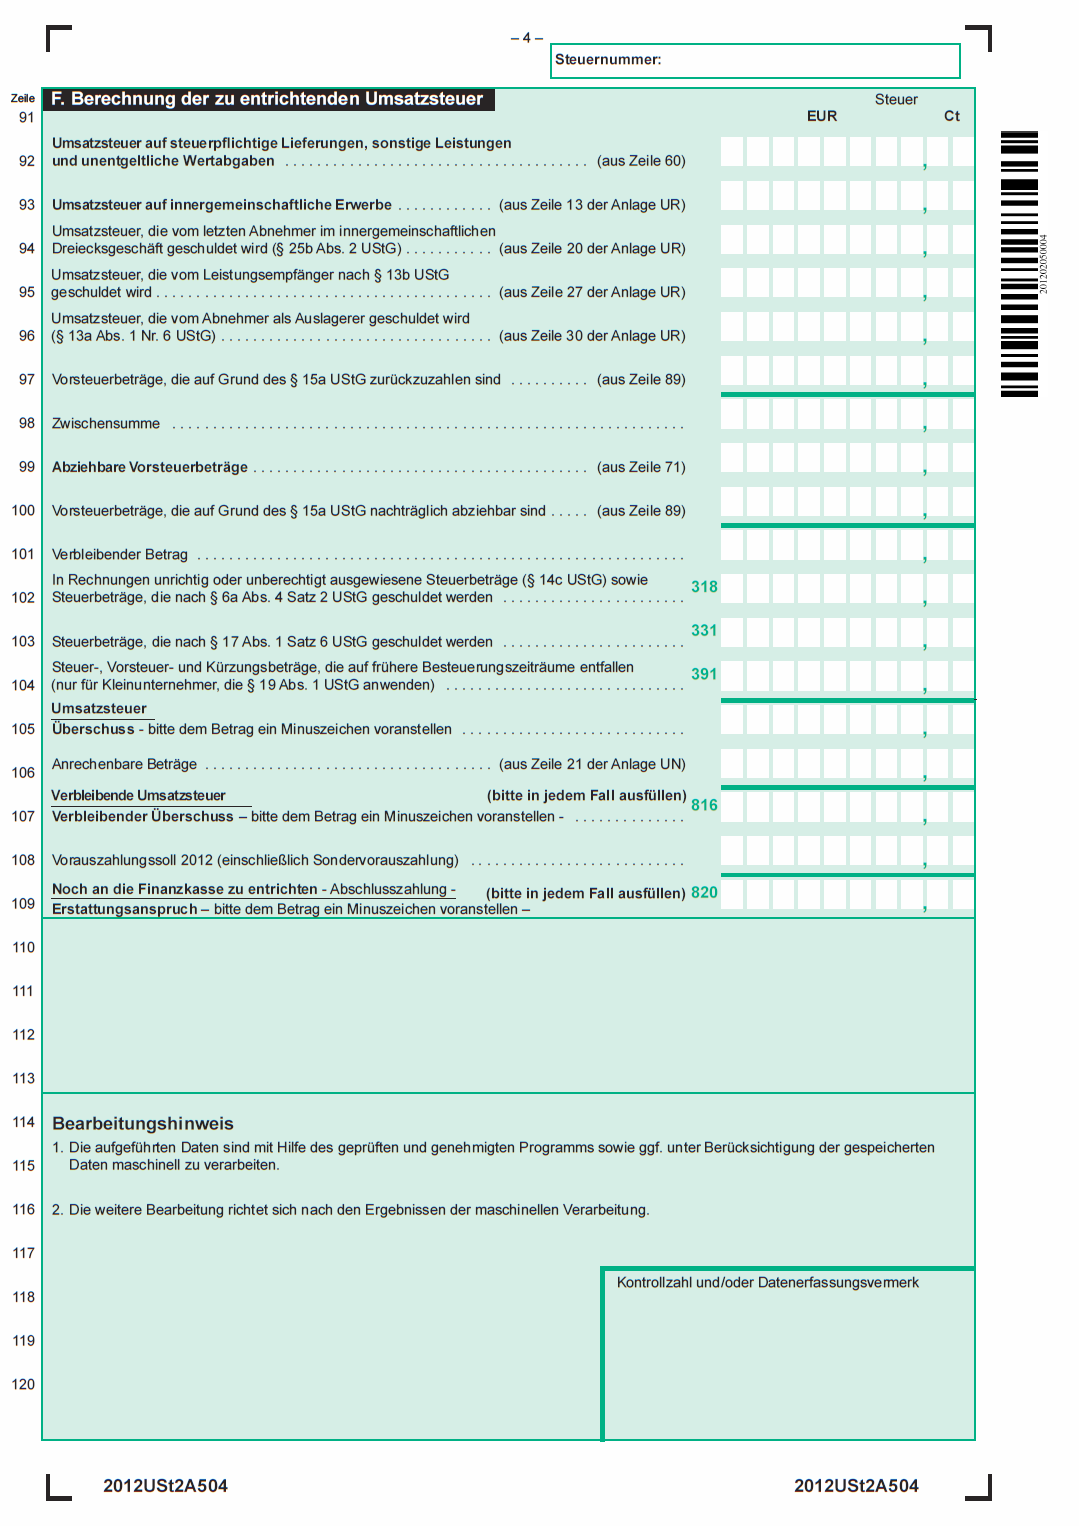 – 4 –
Steuernummer:
Zeile F. Berechnung der zu entrichtenden Umsatzsteuer Steuer
91 EUR Ct
Umsatzsteuer auf steuerpflichtige Lieferungen, sonstige Leistungen
92 und unentgeltliche Wertabgaben . . . . . . . . . . (aus Zeile 60) ,
93 Umsatzsteuer auf innergemeinschaftliche Erwerbe . . . . . . . . . . (aus Zeile 13 der Anlage UR) ,
Umsatzsteuer, die vom letzten Abnehmer im innergemeinschaftlichen
94 Dreiecksgeschäft geschuldet wird (§ 25b Abs. 2 UStG) . . . . . . . . . . (aus Zeile 20 der Anlage UR) ,
Umsatzsteuer, die vom Leistungsempfänger nach § 13b UStG
95 geschuldet wird . . . . . . . . . . (aus Zeile 27 der Anlage UR) ,
Umsatzsteuer, die vom Abnehmer als Auslagerer geschuldet wird
96 (§ 13a Abs. 1 Nr. 6 UStG) . . . . . . . . . . (aus Zeile 30 der Anlage UR) ,
97 Vorsteuerbeträge, die auf Grund des § 15a UStG zurückzuzahlen sind . . . . . . . . . . (aus Zeile 89) ,
98 Zwischensumme . . . . . . . . . . ,
99 Abziehbare Vorsteuerbeträge . . . . . . . . . . (aus Zeile 71) ,
100 Vorsteuerbeträge, die auf Grund des § 15a UStG nachträglich abziehbar sind . . . . . (aus Zeile 89) ,
101 Verbleibender Betrag . . . . . . . . . . ,
In Rechnungen unrichtig oder unberechtigt ausgewiesene Steuerbeträge (§ 14c UStG) sowie 318
102 Steuerbeträge, die nach § 6a Abs. 4 Satz 2 UStG geschuldet werden . . . . . . . . . . ,
331
103 Steuerbeträge, die nach § 17 Abs. 1 Satz 6 UStG geschuldet werden . . . . . . . . . . ,
Steuer-, Vorsteuer- und Kürzungsbeträge, die auf frühere Besteuerungszeiträume entfallen 391
104 (nur für Kleinunternehmer, die § 19 Abs. 1 UStG anwenden) . . . . . . . . . . ,
Umsatzsteuer
105 Überschuss - bitte dem Betrag ein Minuszeichen voranstellen . . . . . . . . . . ,
106 Anrechenbare Beträge . . . . . . . . . . (aus Zeile 21 der Anlage UN) ,
Verbleibende Umsatzsteuer (bitte in jedem Fall ausfüllen) 816
107 Verbleibender Überschuss – bitte dem Betrag ein Minuszeichen voranstellen - . . . . . . . . . . ,
108 Vorauszahlungssoll 2012 (einschließlich Sondervorauszahlung) . . . . . . . . . . ,
Noch an die Finanzkasse zu entrichten - Abschlusszahlung - (bitte in jedem Fall ausfüllen) 820
109 Erstattungsanspruch – bitte dem Betrag ein Minuszeichen voranstellen – ,
110
111
112
113
114 Bearbeitungshinweis
1. Die aufgeführten Daten sind mit Hilfe des geprüften und genehmigten Programms sowie ggf. unter Berücksichtigung der gespeicherten
115 Daten maschinell zu verarbeiten.
116 2. Die weitere Bearbeitung richtet sich nach den Ergebnissen der maschinellen Verarbeitung.
117
Kontrollzahl und/oder Datenerfassungsvermerk
118
119
120
2012USt2A504 2012USt2A504
201202050004